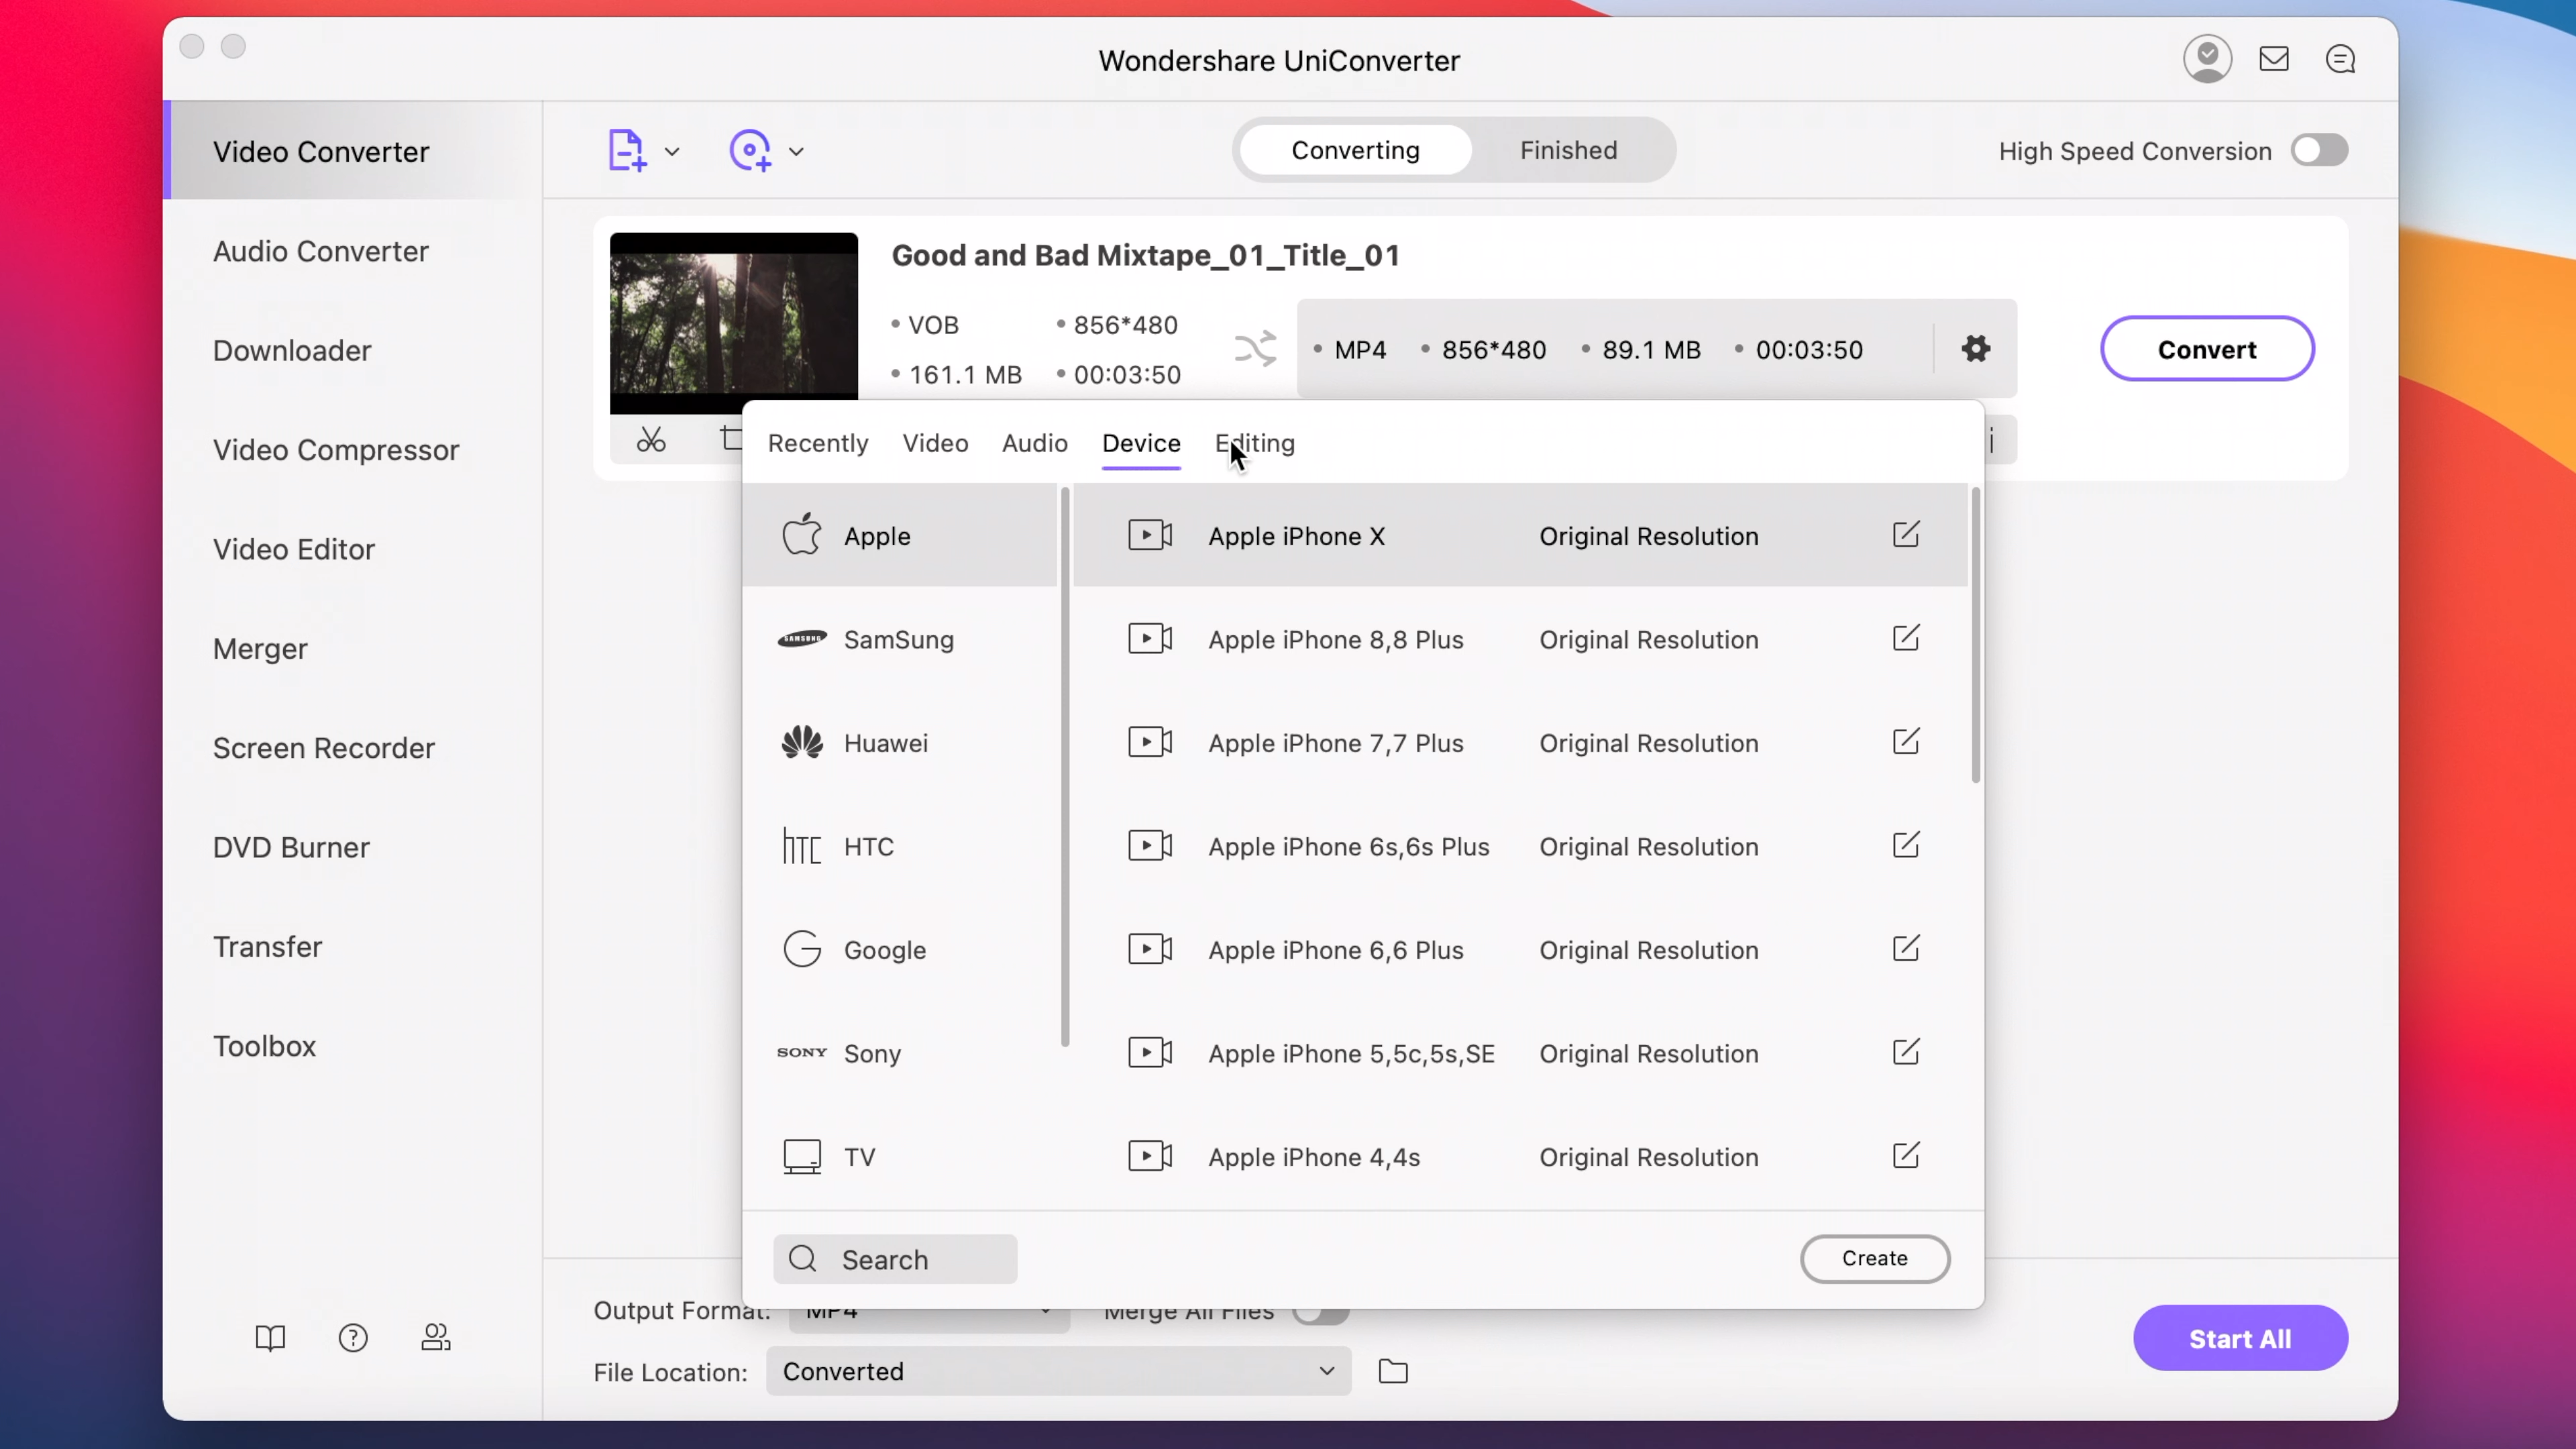 Wondershare UniConverter
Video Converter
Audio Converter
Downloader
Video Compressor
Video Editor
Merger
Screen Recorder
DVD Burner
Transfer
Toolbox
Converting
Finished
High Speed Conversion
Good and Bad Mixtape_01_Title_01
• VOB • 856*480
• 161.1 MB • 00:03:50
• MP4 • 856*480 • 89.1 MB • 00:03:50
Convert
Recently Video Audio Device Editing
Apple
SAMSUNG SamSung
Huawei
hTC HTC
Google
SONY Sony
TV
Apple iPhone X Original Resolution
Apple iPhone 8,8 Plus Original Resolution
Apple iPhone 7,7 Plus Original Resolution
Apple iPhone 6s,6s Plus Original Resolution
Apple iPhone 6,6 Plus Original Resolution
Apple iPhone 5,5c,5s,SE Original Resolution
Apple iPhone 4,4s Original Resolution
Search
Create
Output Format: MP4 Merge All Files
File Location: Converted
Start All